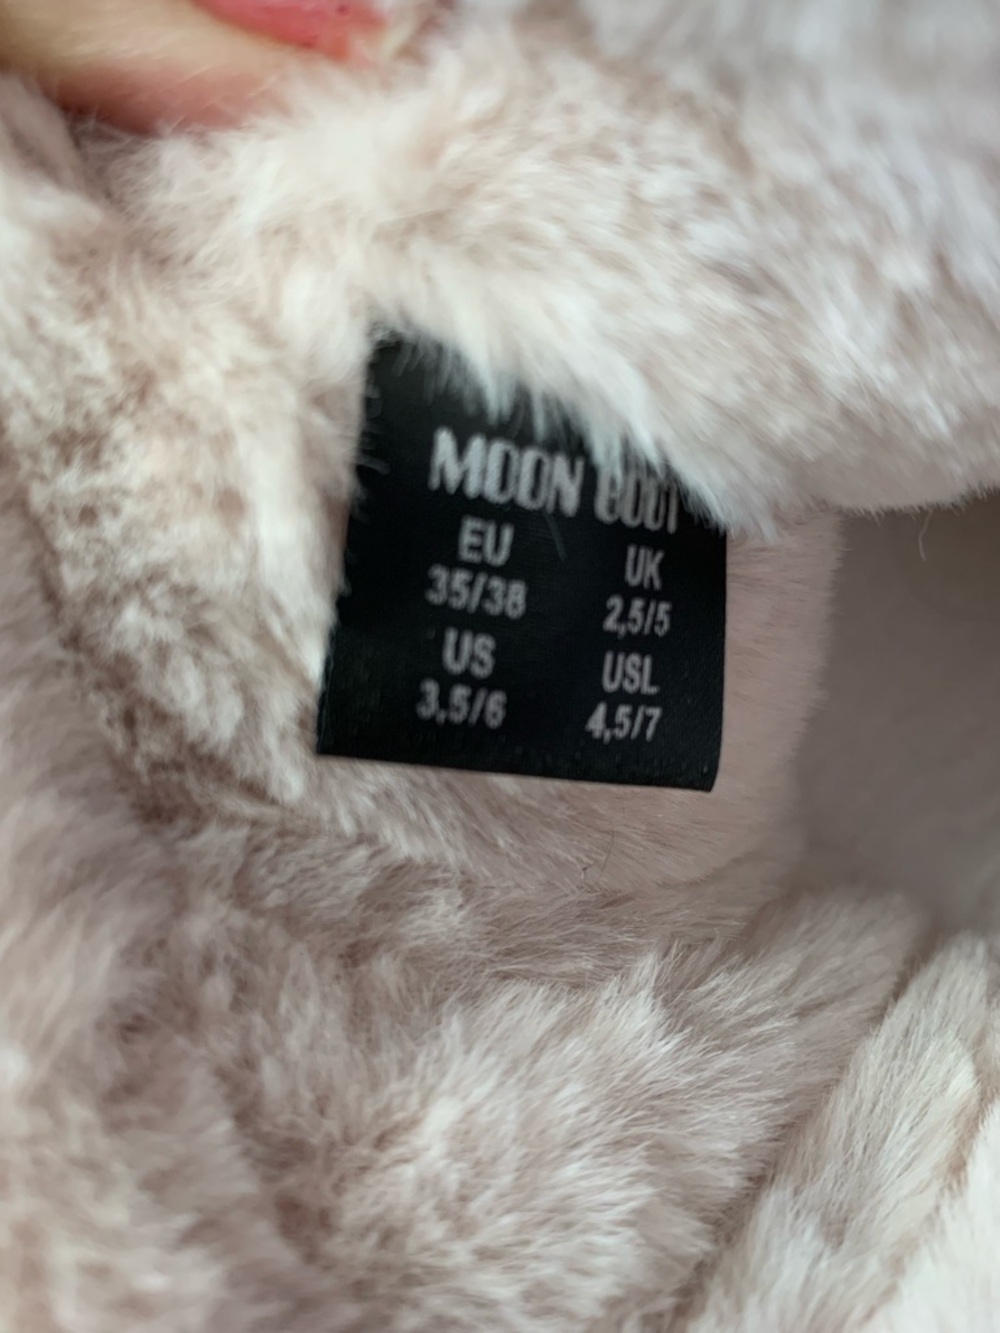 MOON BOOT
EU UK
35/38 2,5/5
US USL
3,5/6 4,5/7